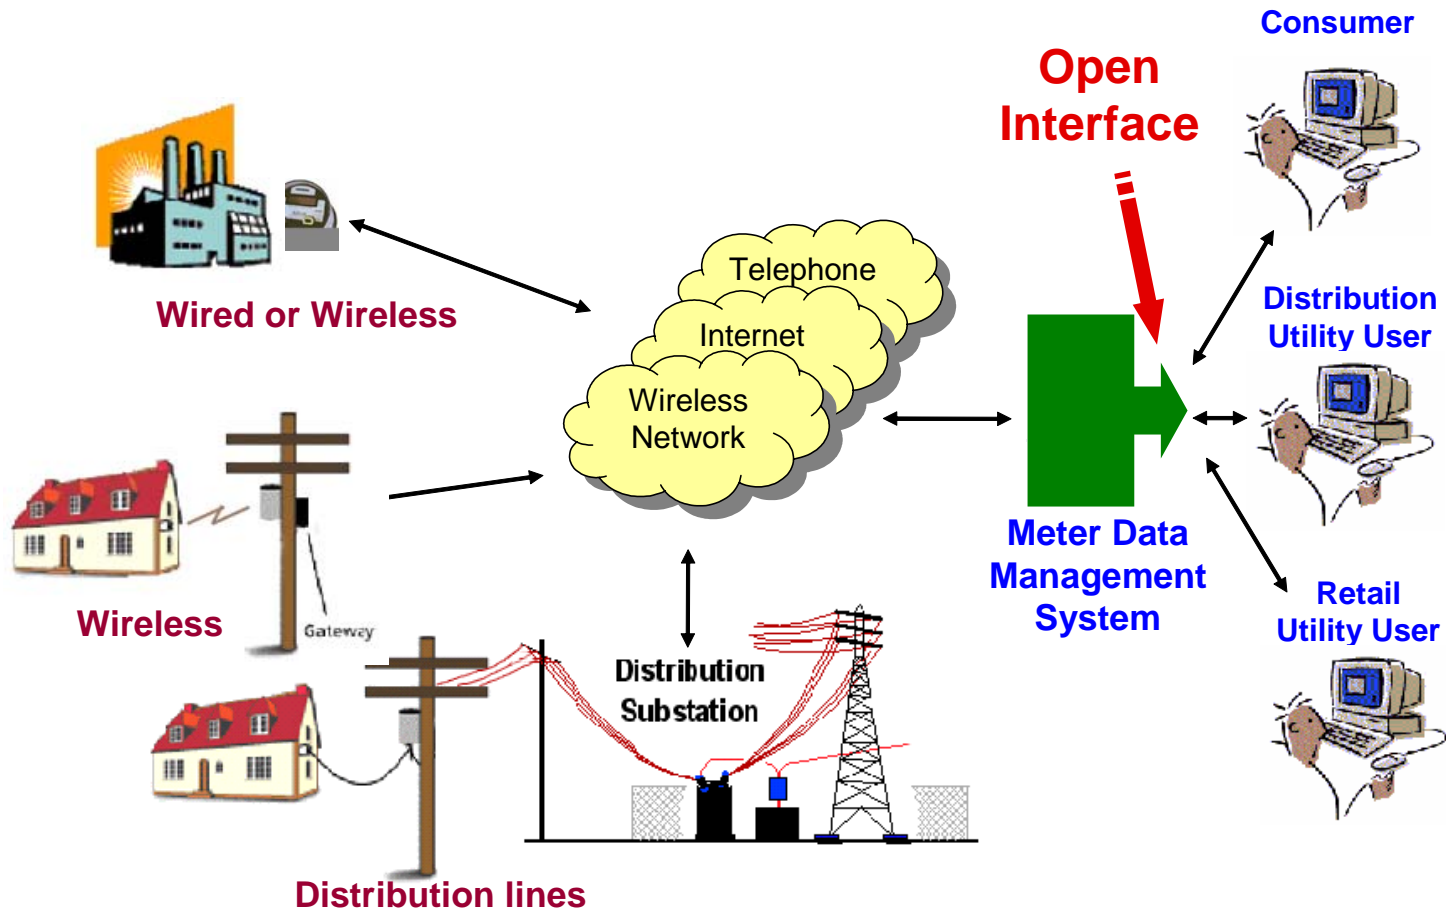 Consumer
Open
Interface
Telephone
Internet
Wireless
Network
Wired or Wireless
Distribution
Utility User
Wireless
Gateway
Meter Data
Management
System
Retail
Utility User
Distribution
Substation
Distribution lines